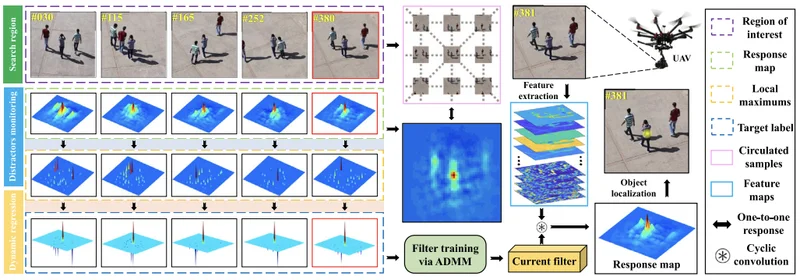 Search region
Distractors monitoring
Dynamic regression
#030
#115
#165
#252
#380
Filter training
via ADMM
#381
UAV
Feature
extraction
#381
Object
localization
Current filter
Response map
Region of
interest
Response
map
Local
maximums
Target label
Circulated
samples
Feature
maps
One-to-one
response
Cyclic
convolution